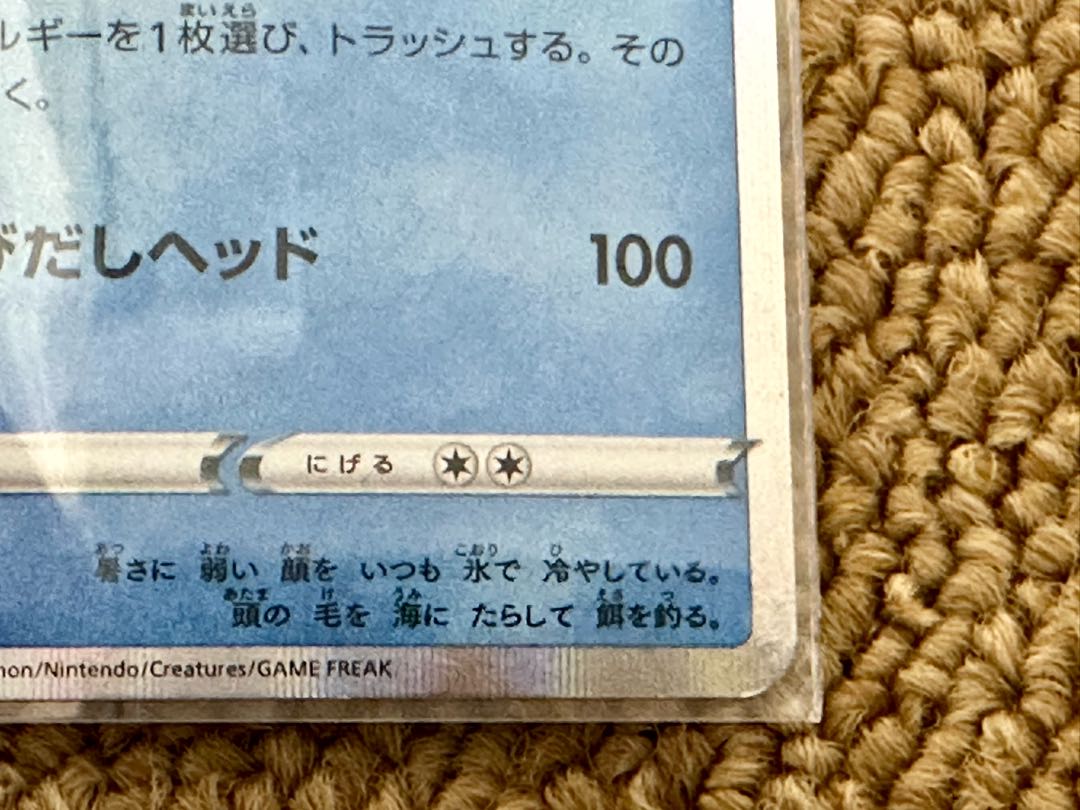 ルギーを1枚選び、トラッシュする。その
く。
びだしヘッド 100
にげる
暑さに 弱い 顔を いつも 氷で 冷やしている。
頭の 毛を 海に たらして 餌を釣る。
mon/Nintendo/Creatures/GAME FREAK